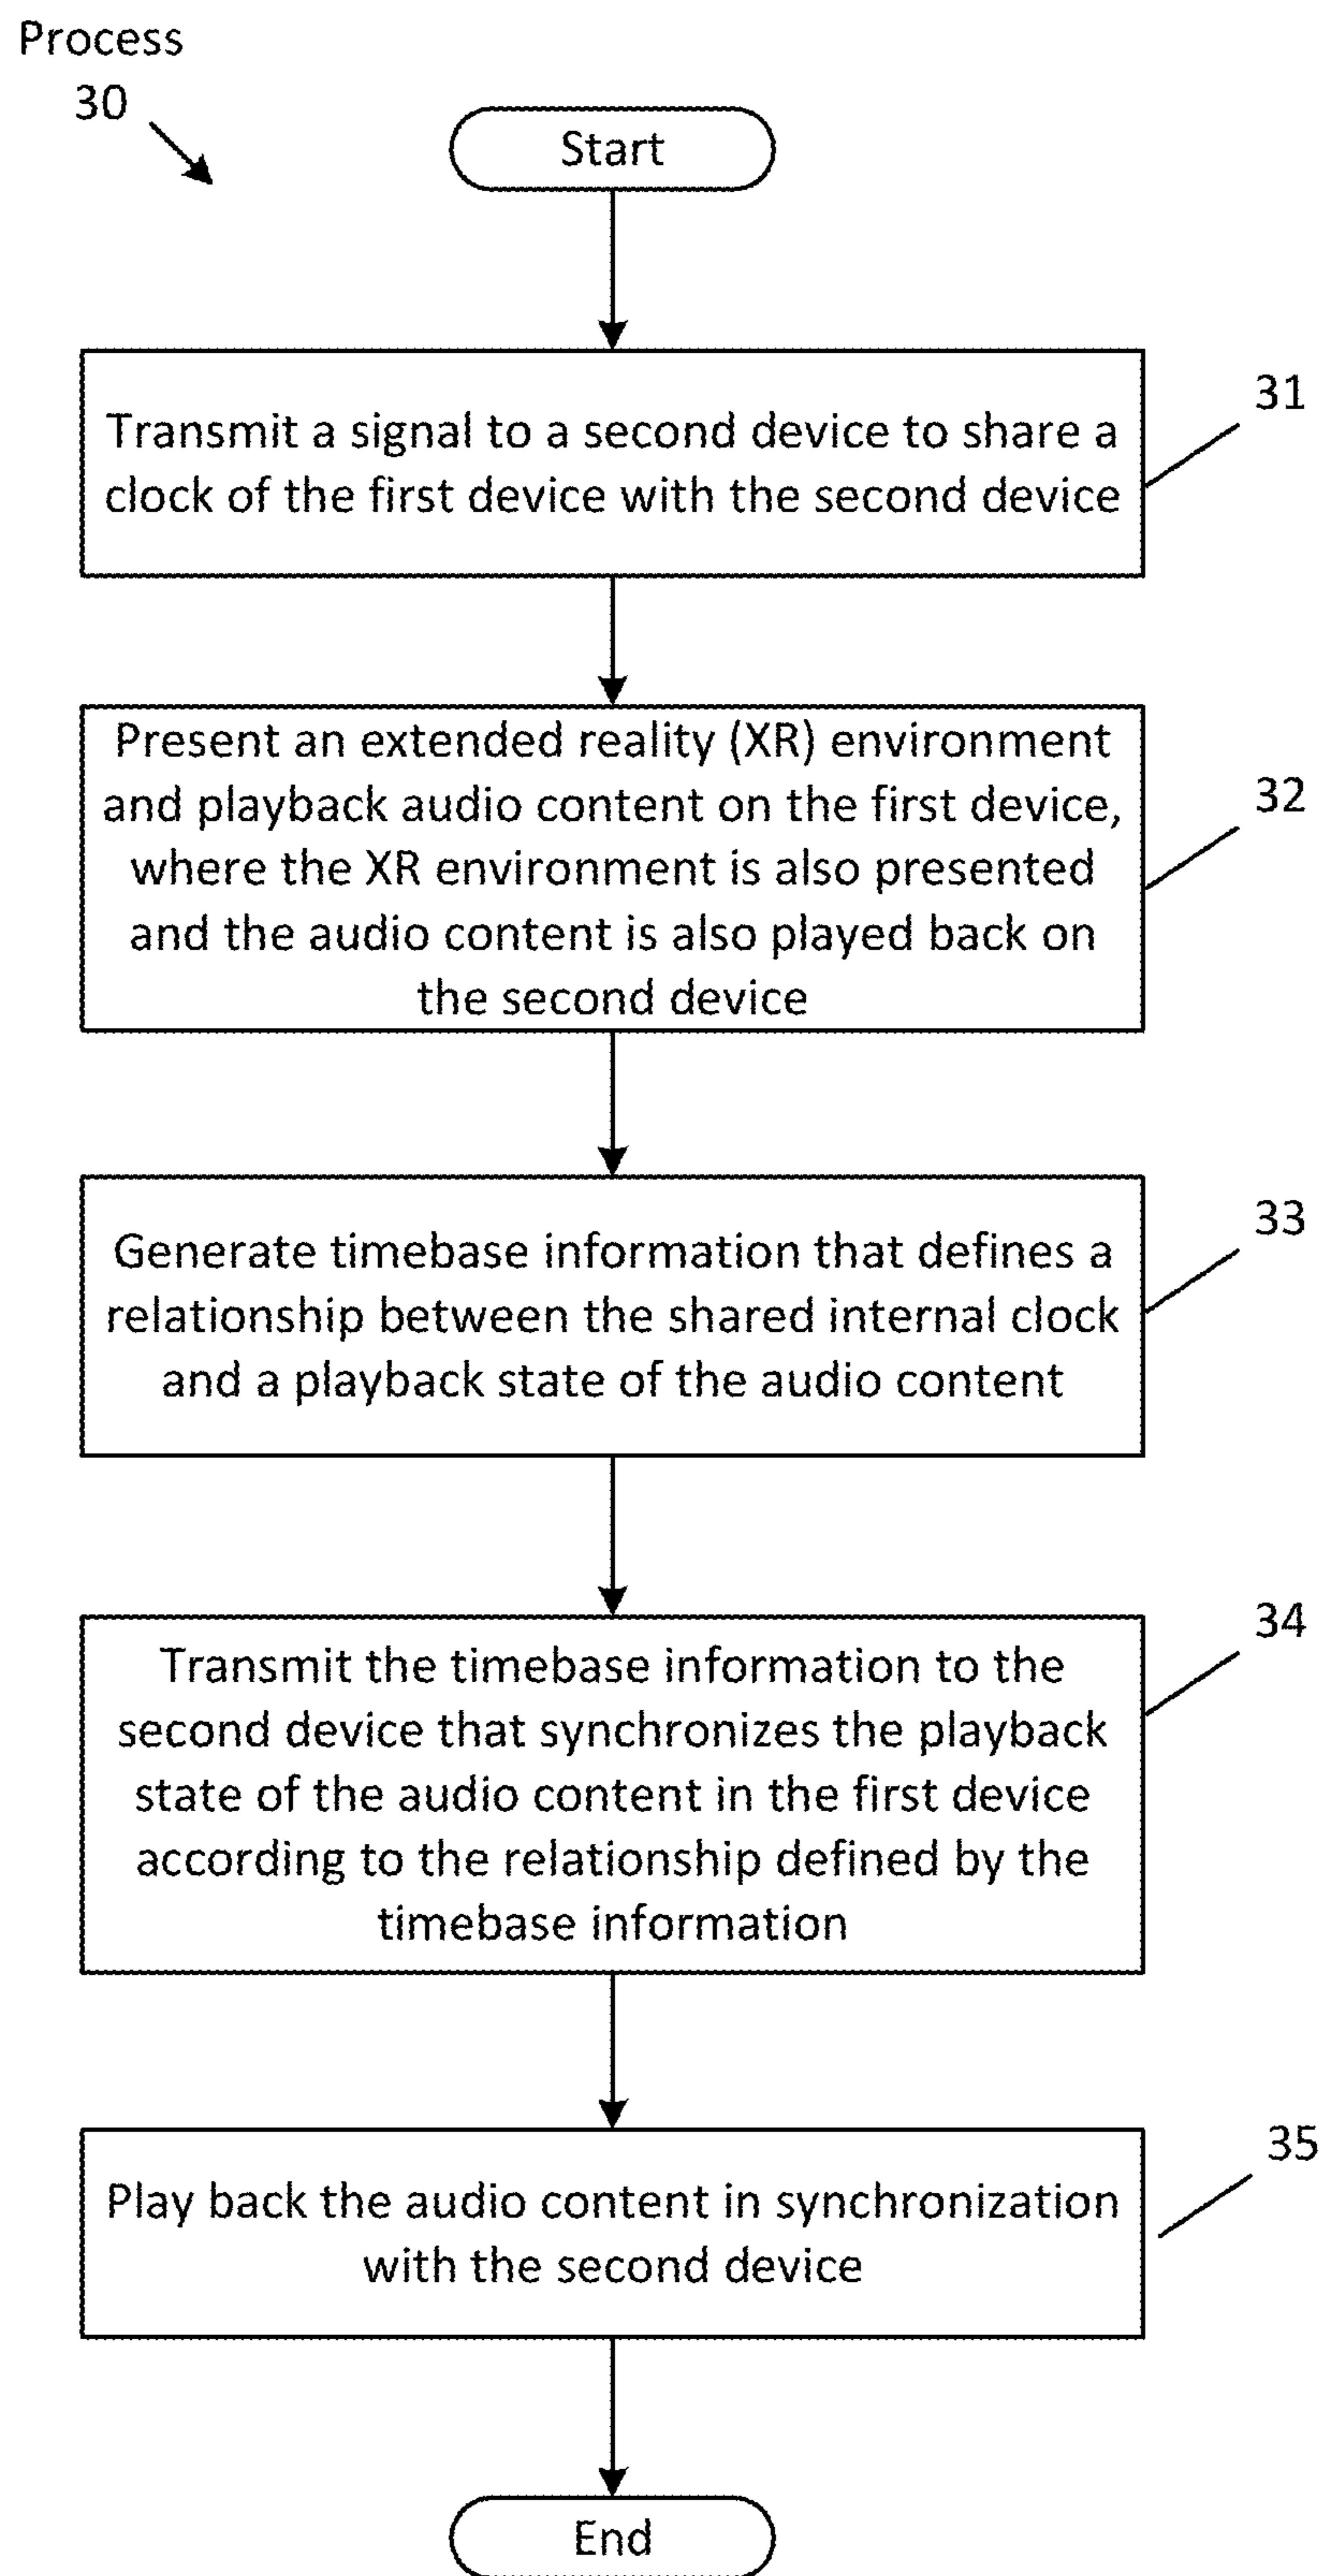 Process
30
Start
Transmit a signal to a second device to share a
clock of the first device with the second device
31
Present an extended reality (XR) environment
and playback audio content on the first device,
where the XR environment is also presented
and the audio content is also played back on
the second device
32
Generate timebase information that defines a
relationship between the shared internal clock
and a playback state of the audio content
33
Transmit the timebase information to the
second device that synchronizes the playback
state of the audio content in the first device
according to the relationship defined by the
timebase information
34
Play back the audio content in synchronization
with the second device
35
End